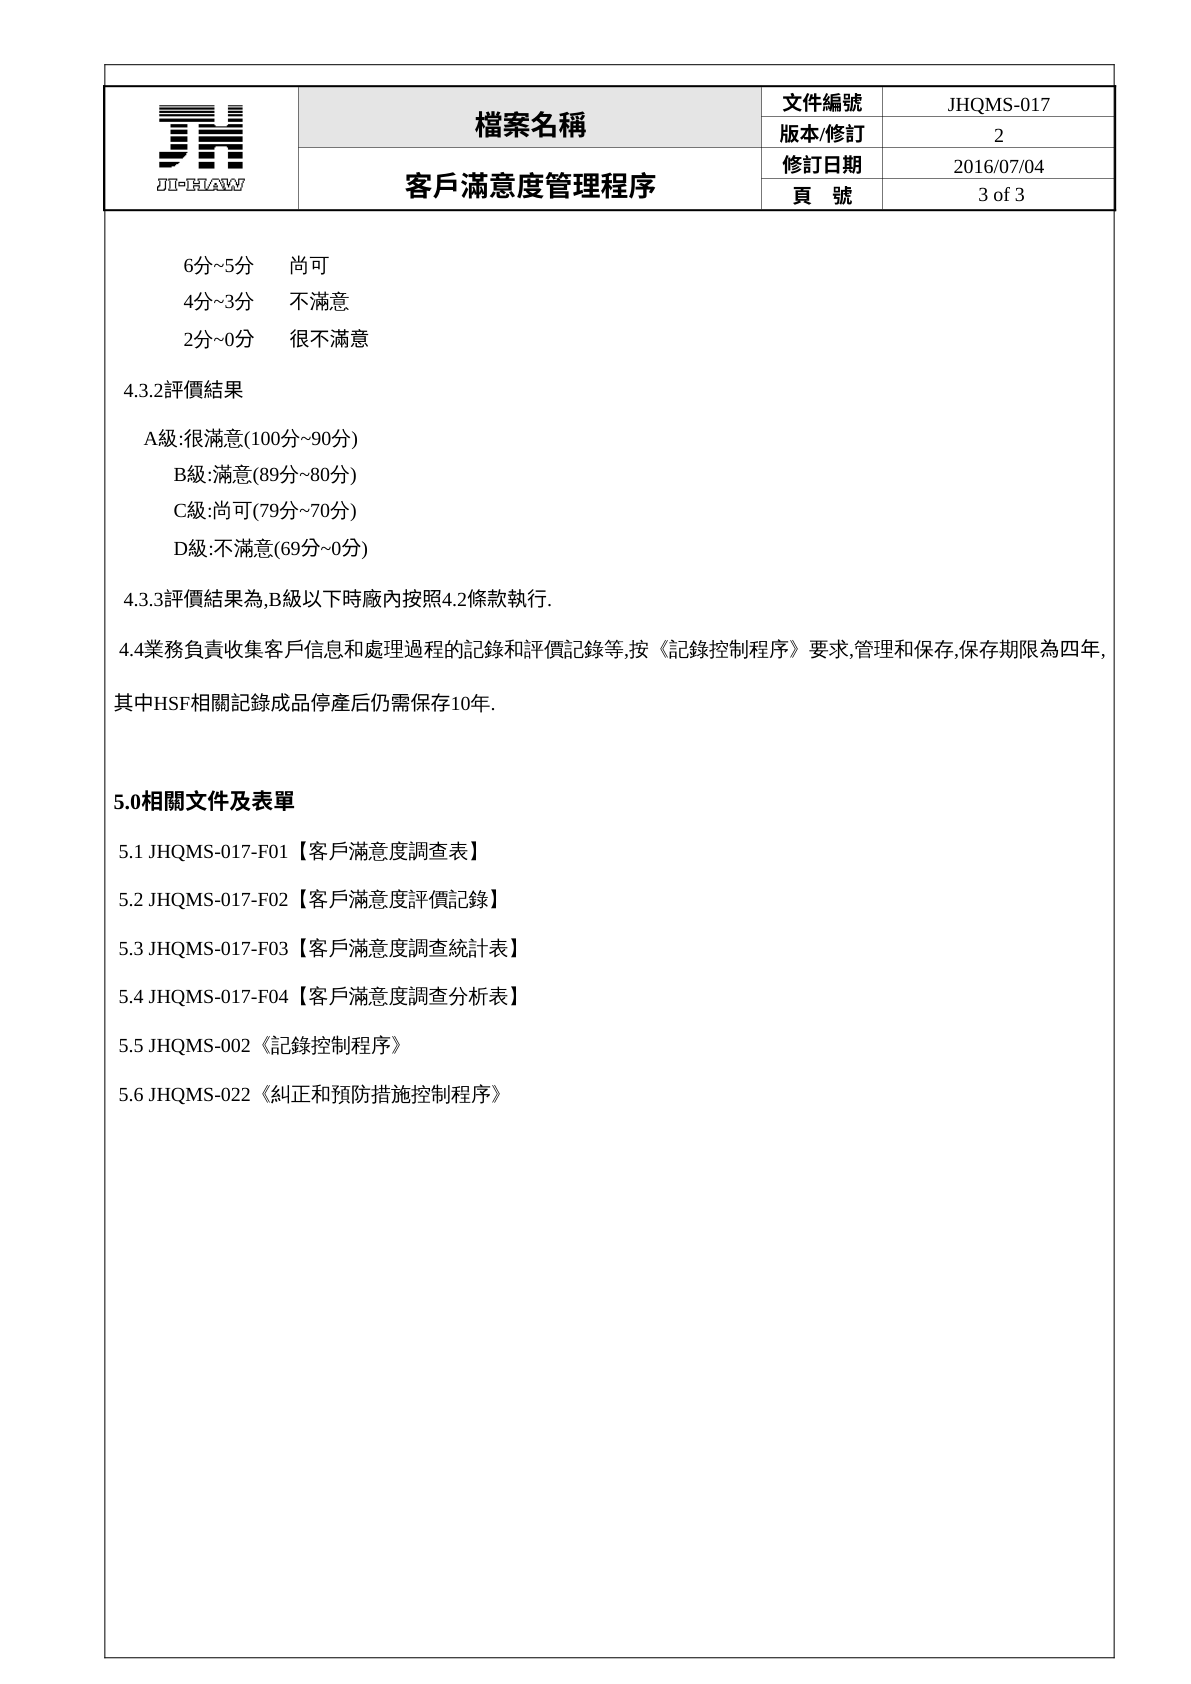 JI-HAW
檔案名稱
客戶滿意度管理程序
文件編號 JHQMS-017
版本/修訂 2
修訂日期 2016/07/04
頁 號 3 of 3
6分~5分 尚可
4分~3分 不滿意
2分~0分 很不滿意
4.3.2評價結果
A級:很滿意(100分~90分)
B級:滿意(89分~80分)
C級:尚可(79分~70分)
D級:不滿意(69分~0分)
4.3.3評價結果為,B級以下時廠內按照4.2條款執行.
4.4業務負責收集客戶信息和處理過程的記錄和評價記錄等,按《記錄控制程序》要求,管理和保存,保存期限為四年,
其中HSF相關記錄成品停產后仍需保存10年.
5.0相關文件及表單
5.1 JHQMS-017-F01【客戶滿意度調查表】
5.2 JHQMS-017-F02【客戶滿意度評價記錄】
5.3 JHQMS-017-F03【客戶滿意度調查統計表】
5.4 JHQMS-017-F04【客戶滿意度調查分析表】
5.5 JHQMS-002《記錄控制程序》
5.6 JHQMS-022《糾正和預防措施控制程序》